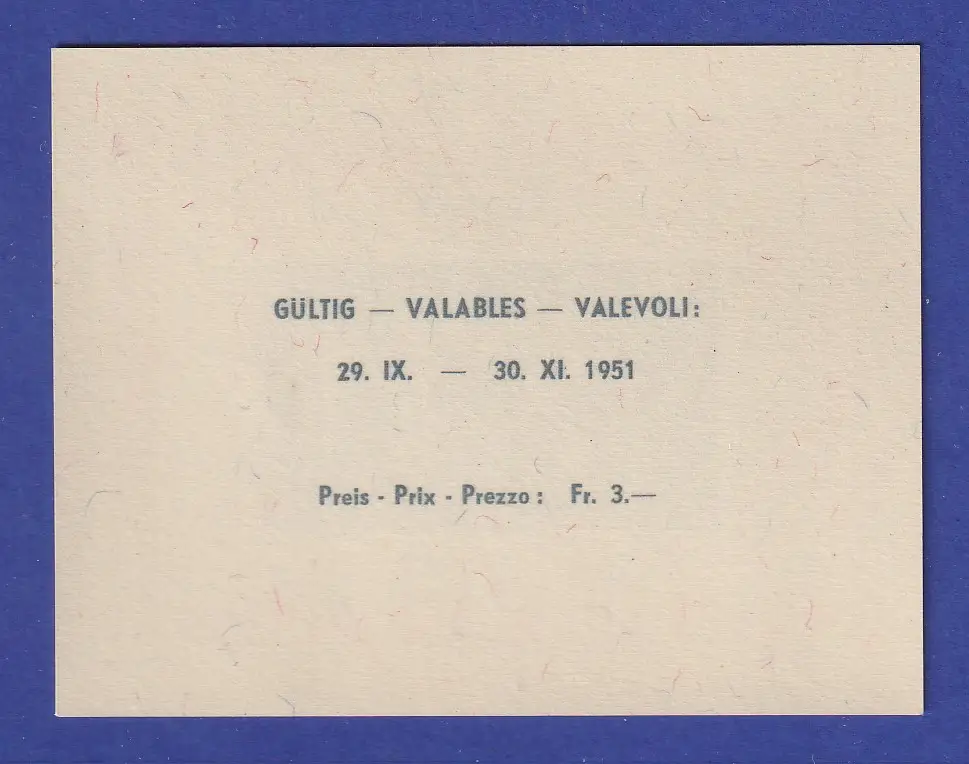 GÜLTIG — VALABLES — VALEVOLI:
29. IX. — 30. XI. 1951
Preis - Prix - Prezzo : Fr. 3.—